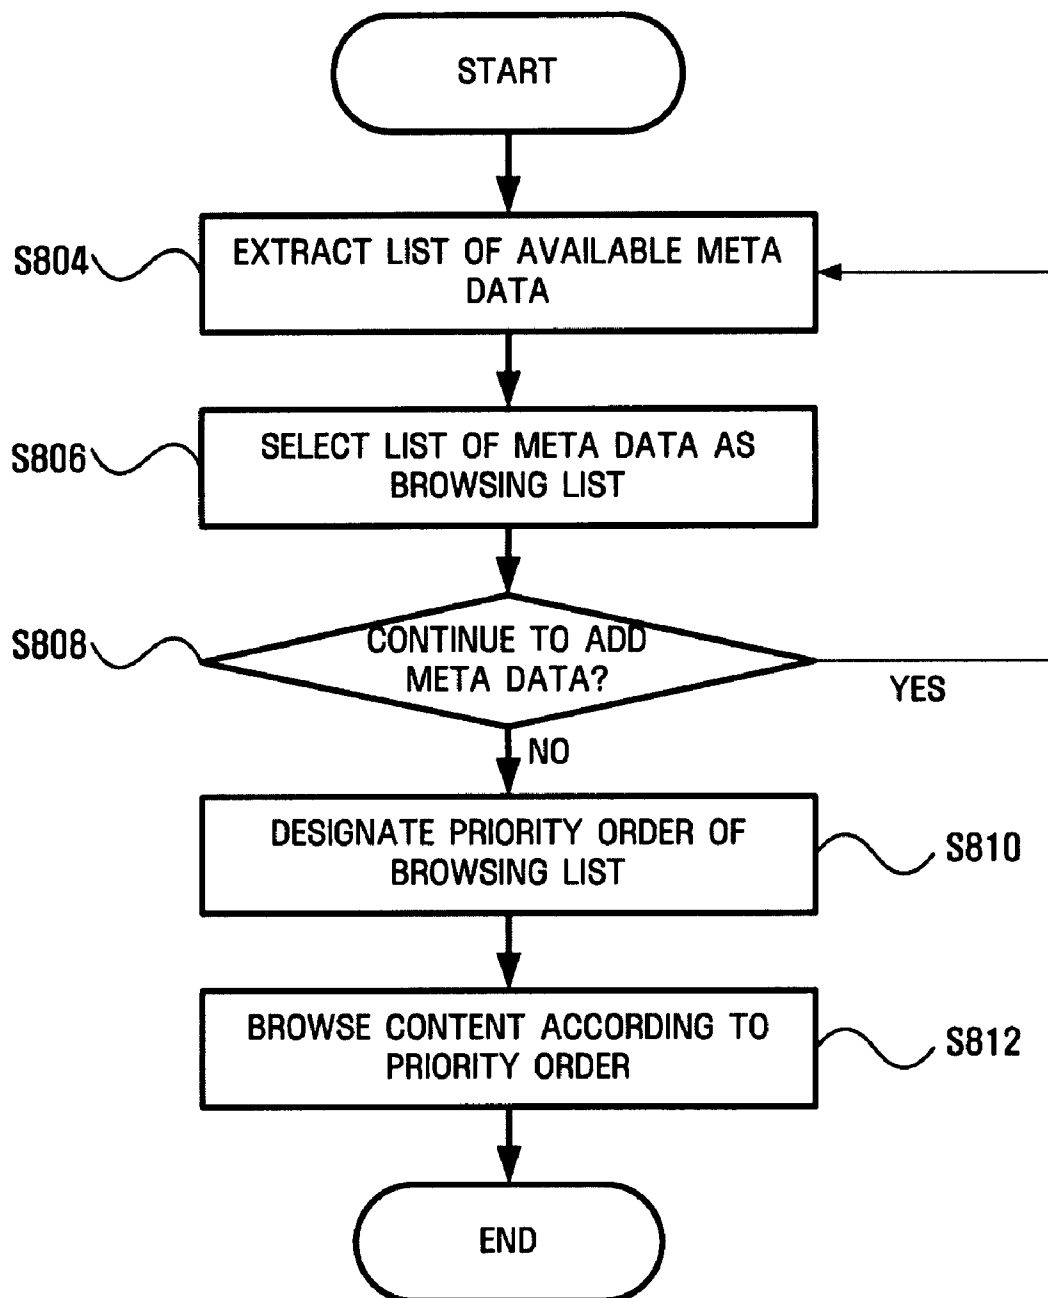 START
S804
EXTRACT LIST OF AVAILABLE META
DATA
S806
SELECT LIST OF META DATA AS
BROWSING LIST
S808
CONTINUE TO ADD
META DATA?
YES
NO
DESIGNATE PRIORITY ORDER OF
BROWSING LIST
S810
BROWSE CONTENT ACCORDING TO
PRIORITY ORDER
S812
END